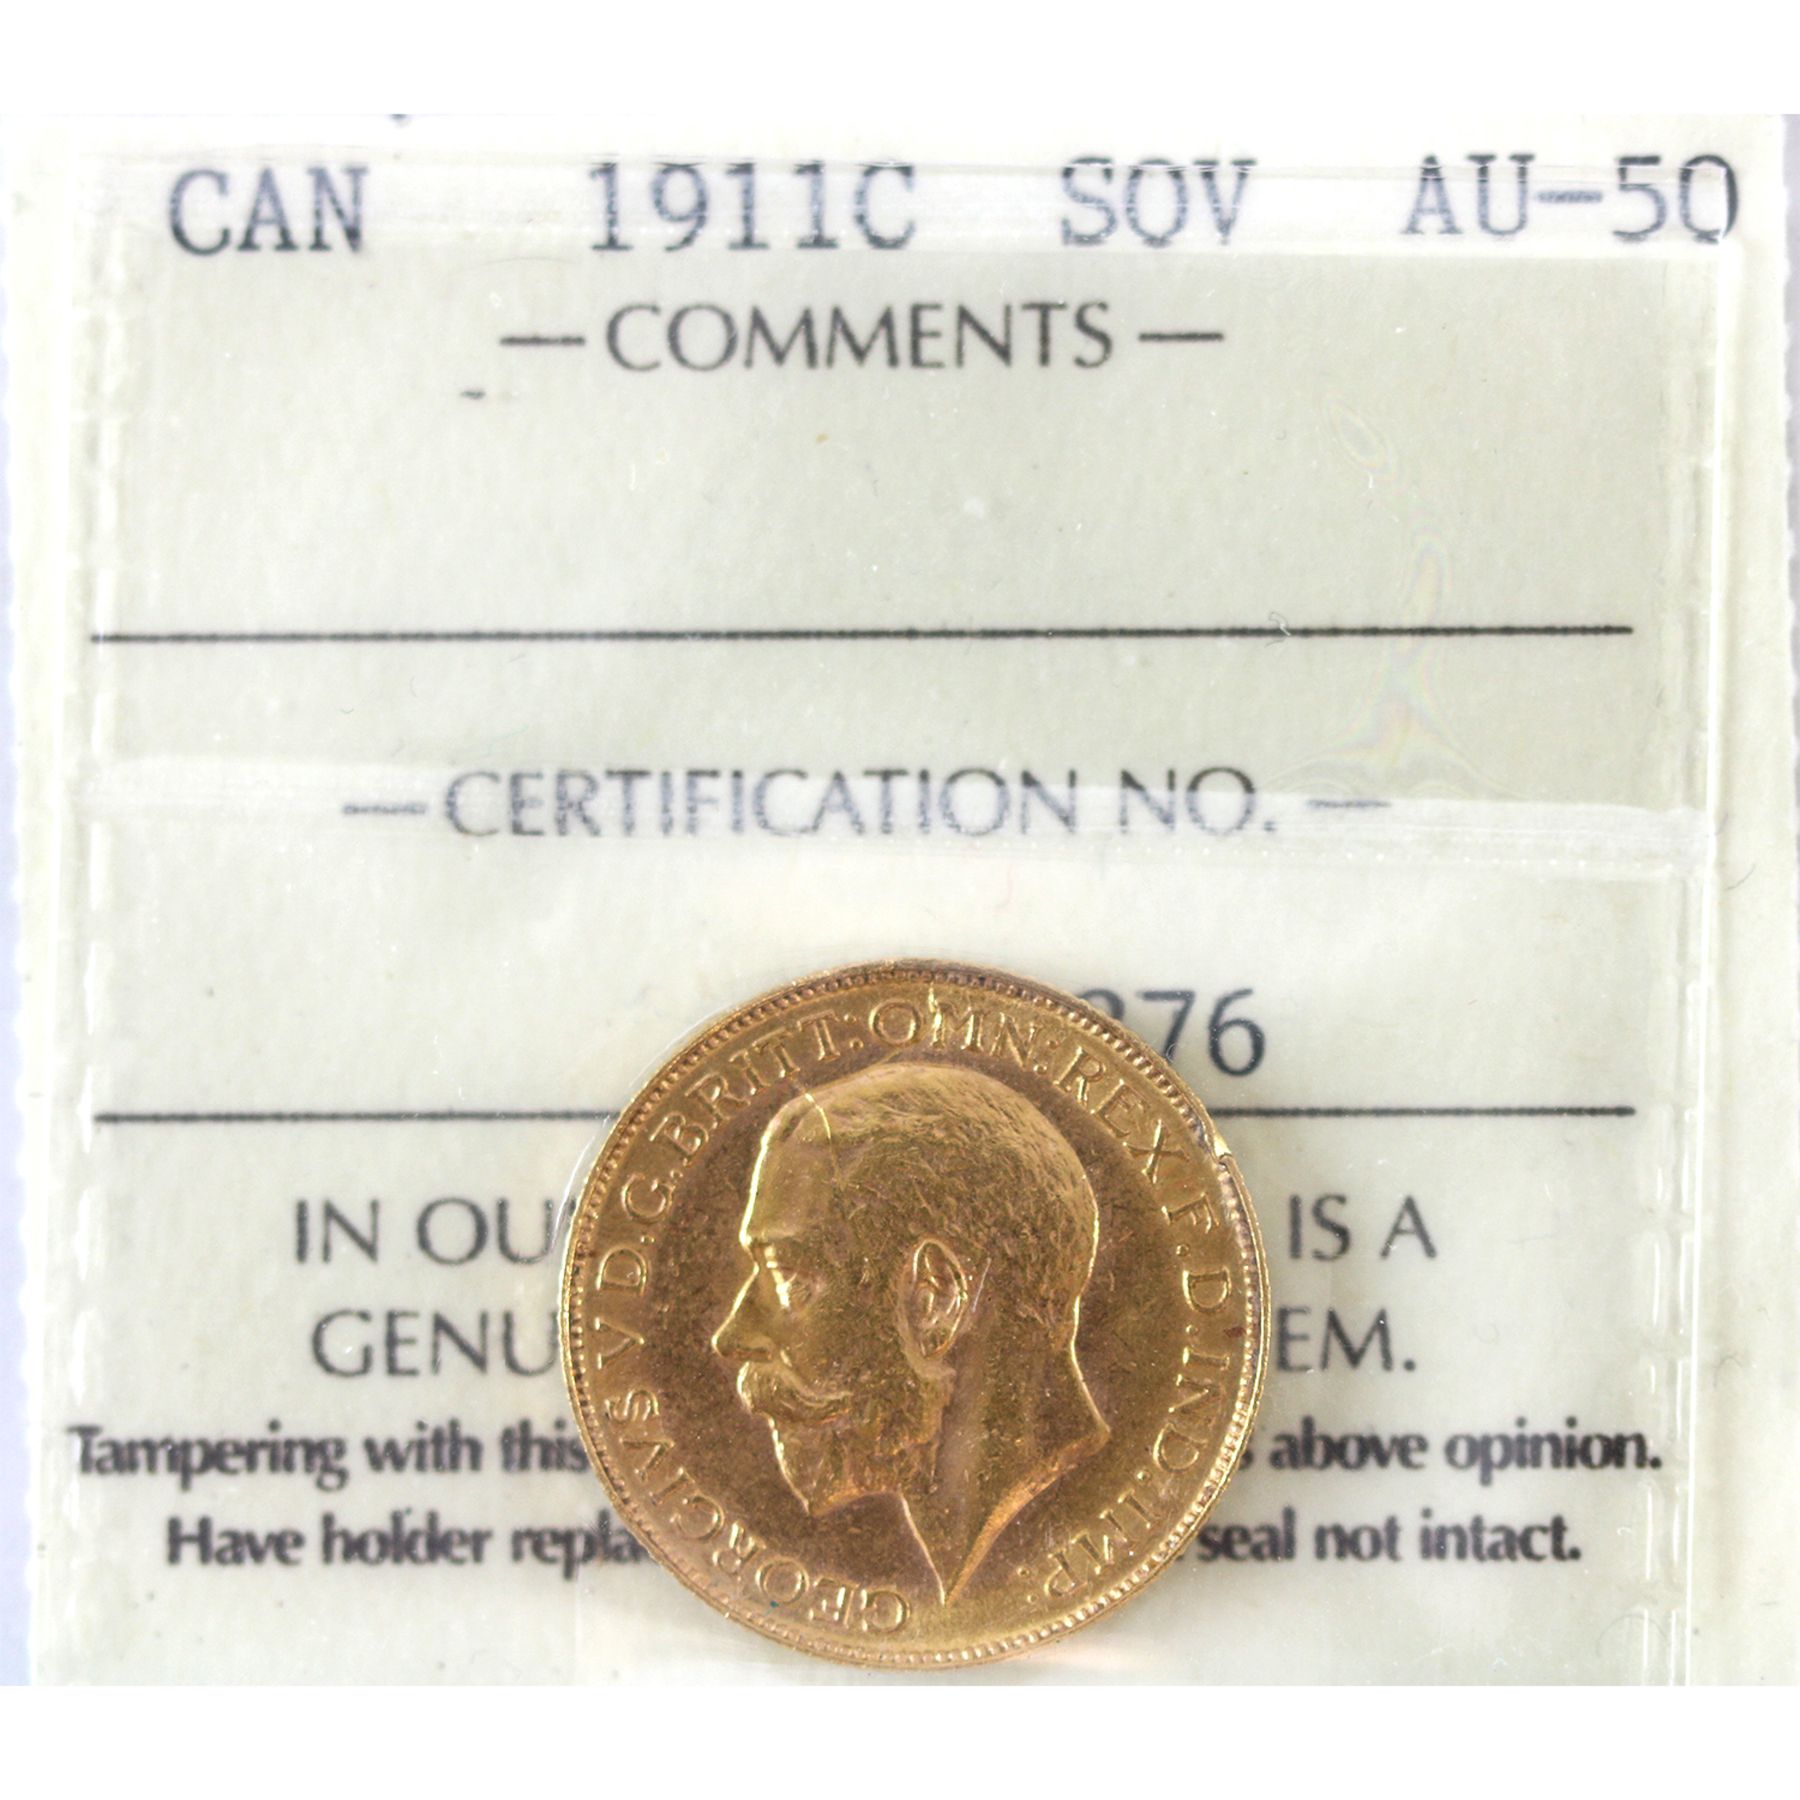 CAN 1911C SOV AU-50
— COMMENTS —
— CERTIFICATION NO. —
276
IN OU IS A
GENU EM.
Tampering with this above opinion.
Have holder repla seal not intact.
GEORGIVS V D.G. BRITT: OMN: REX F.D. IND: IMP: